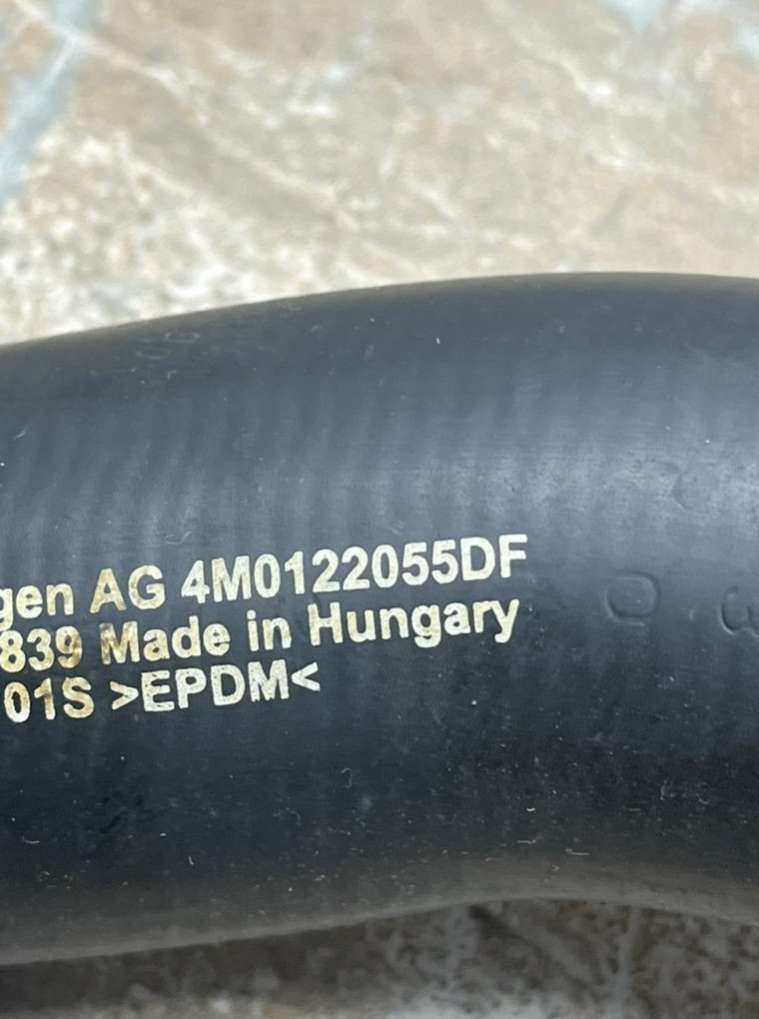 gen AG 4M0122055DF
839 Made in Hungary
01S >EPDM<